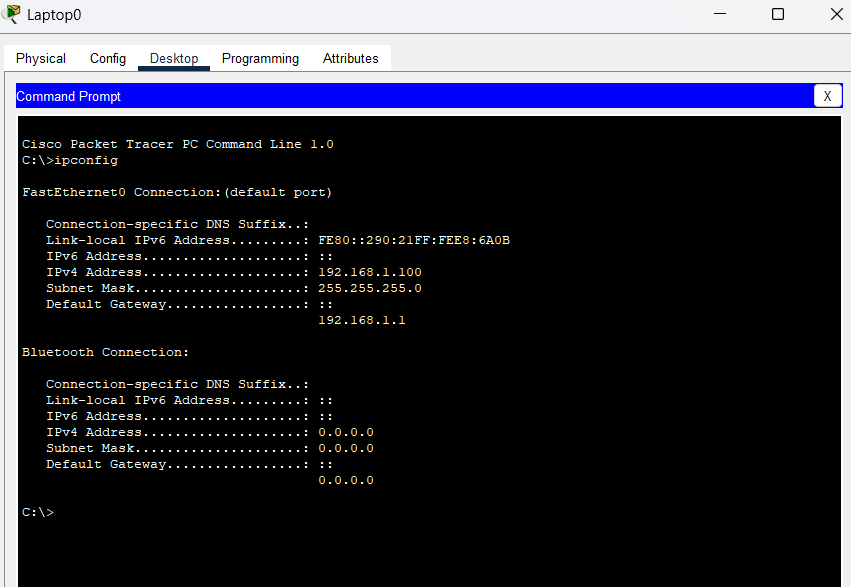 Laptop0
Physical Config Desktop Programming Attributes
Command Prompt X
Cisco Packet Tracer PC Command Line 1.0
C:\>ipconfig
FastEthernet0 Connection:(default port)
Connection-specific DNS Suffix..:
Link-local IPv6 Address.........: FE80::290:21FF:FEE8:6A0B
IPv6 Address....................: ::
IPv4 Address....................: 192.168.1.100
Subnet Mask.....................: 255.255.255.0
Default Gateway.................: ::
192.168.1.1
Bluetooth Connection:
Connection-specific DNS Suffix..:
Link-local IPv6 Address.........: ::
IPv6 Address....................: ::
IPv4 Address....................: 0.0.0.0
Subnet Mask.....................: 0.0.0.0
Default Gateway.................: ::
0.0.0.0
C:\>